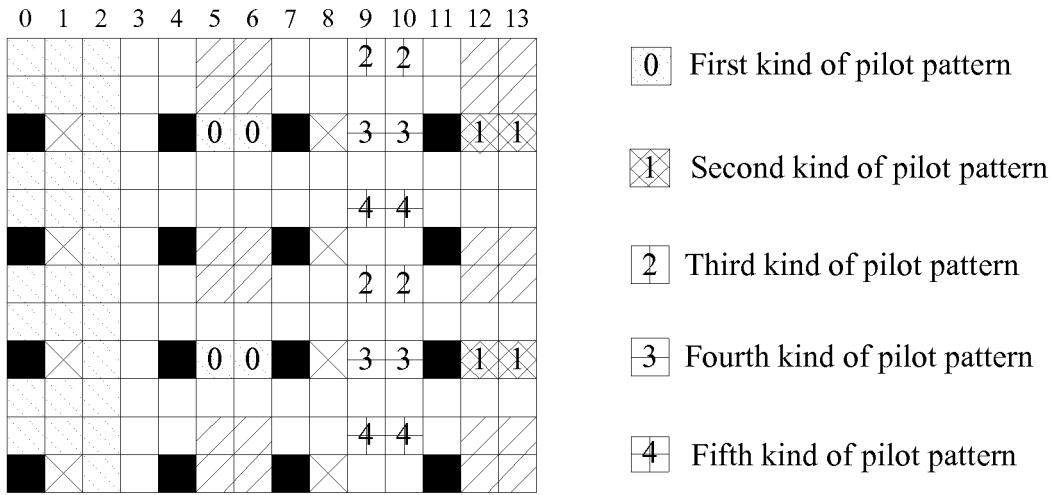 0 1 2 3 4 5 6 7 8 9 10 11 12 13
2 2
0 0 3 3 1 1
4 4
2 2
0 0 3 3 1 1
4 4
0 First kind of pilot pattern
1 Second kind of pilot pattern
2 Third kind of pilot pattern
3 Fourth kind of pilot pattern
4 Fifth kind of pilot pattern